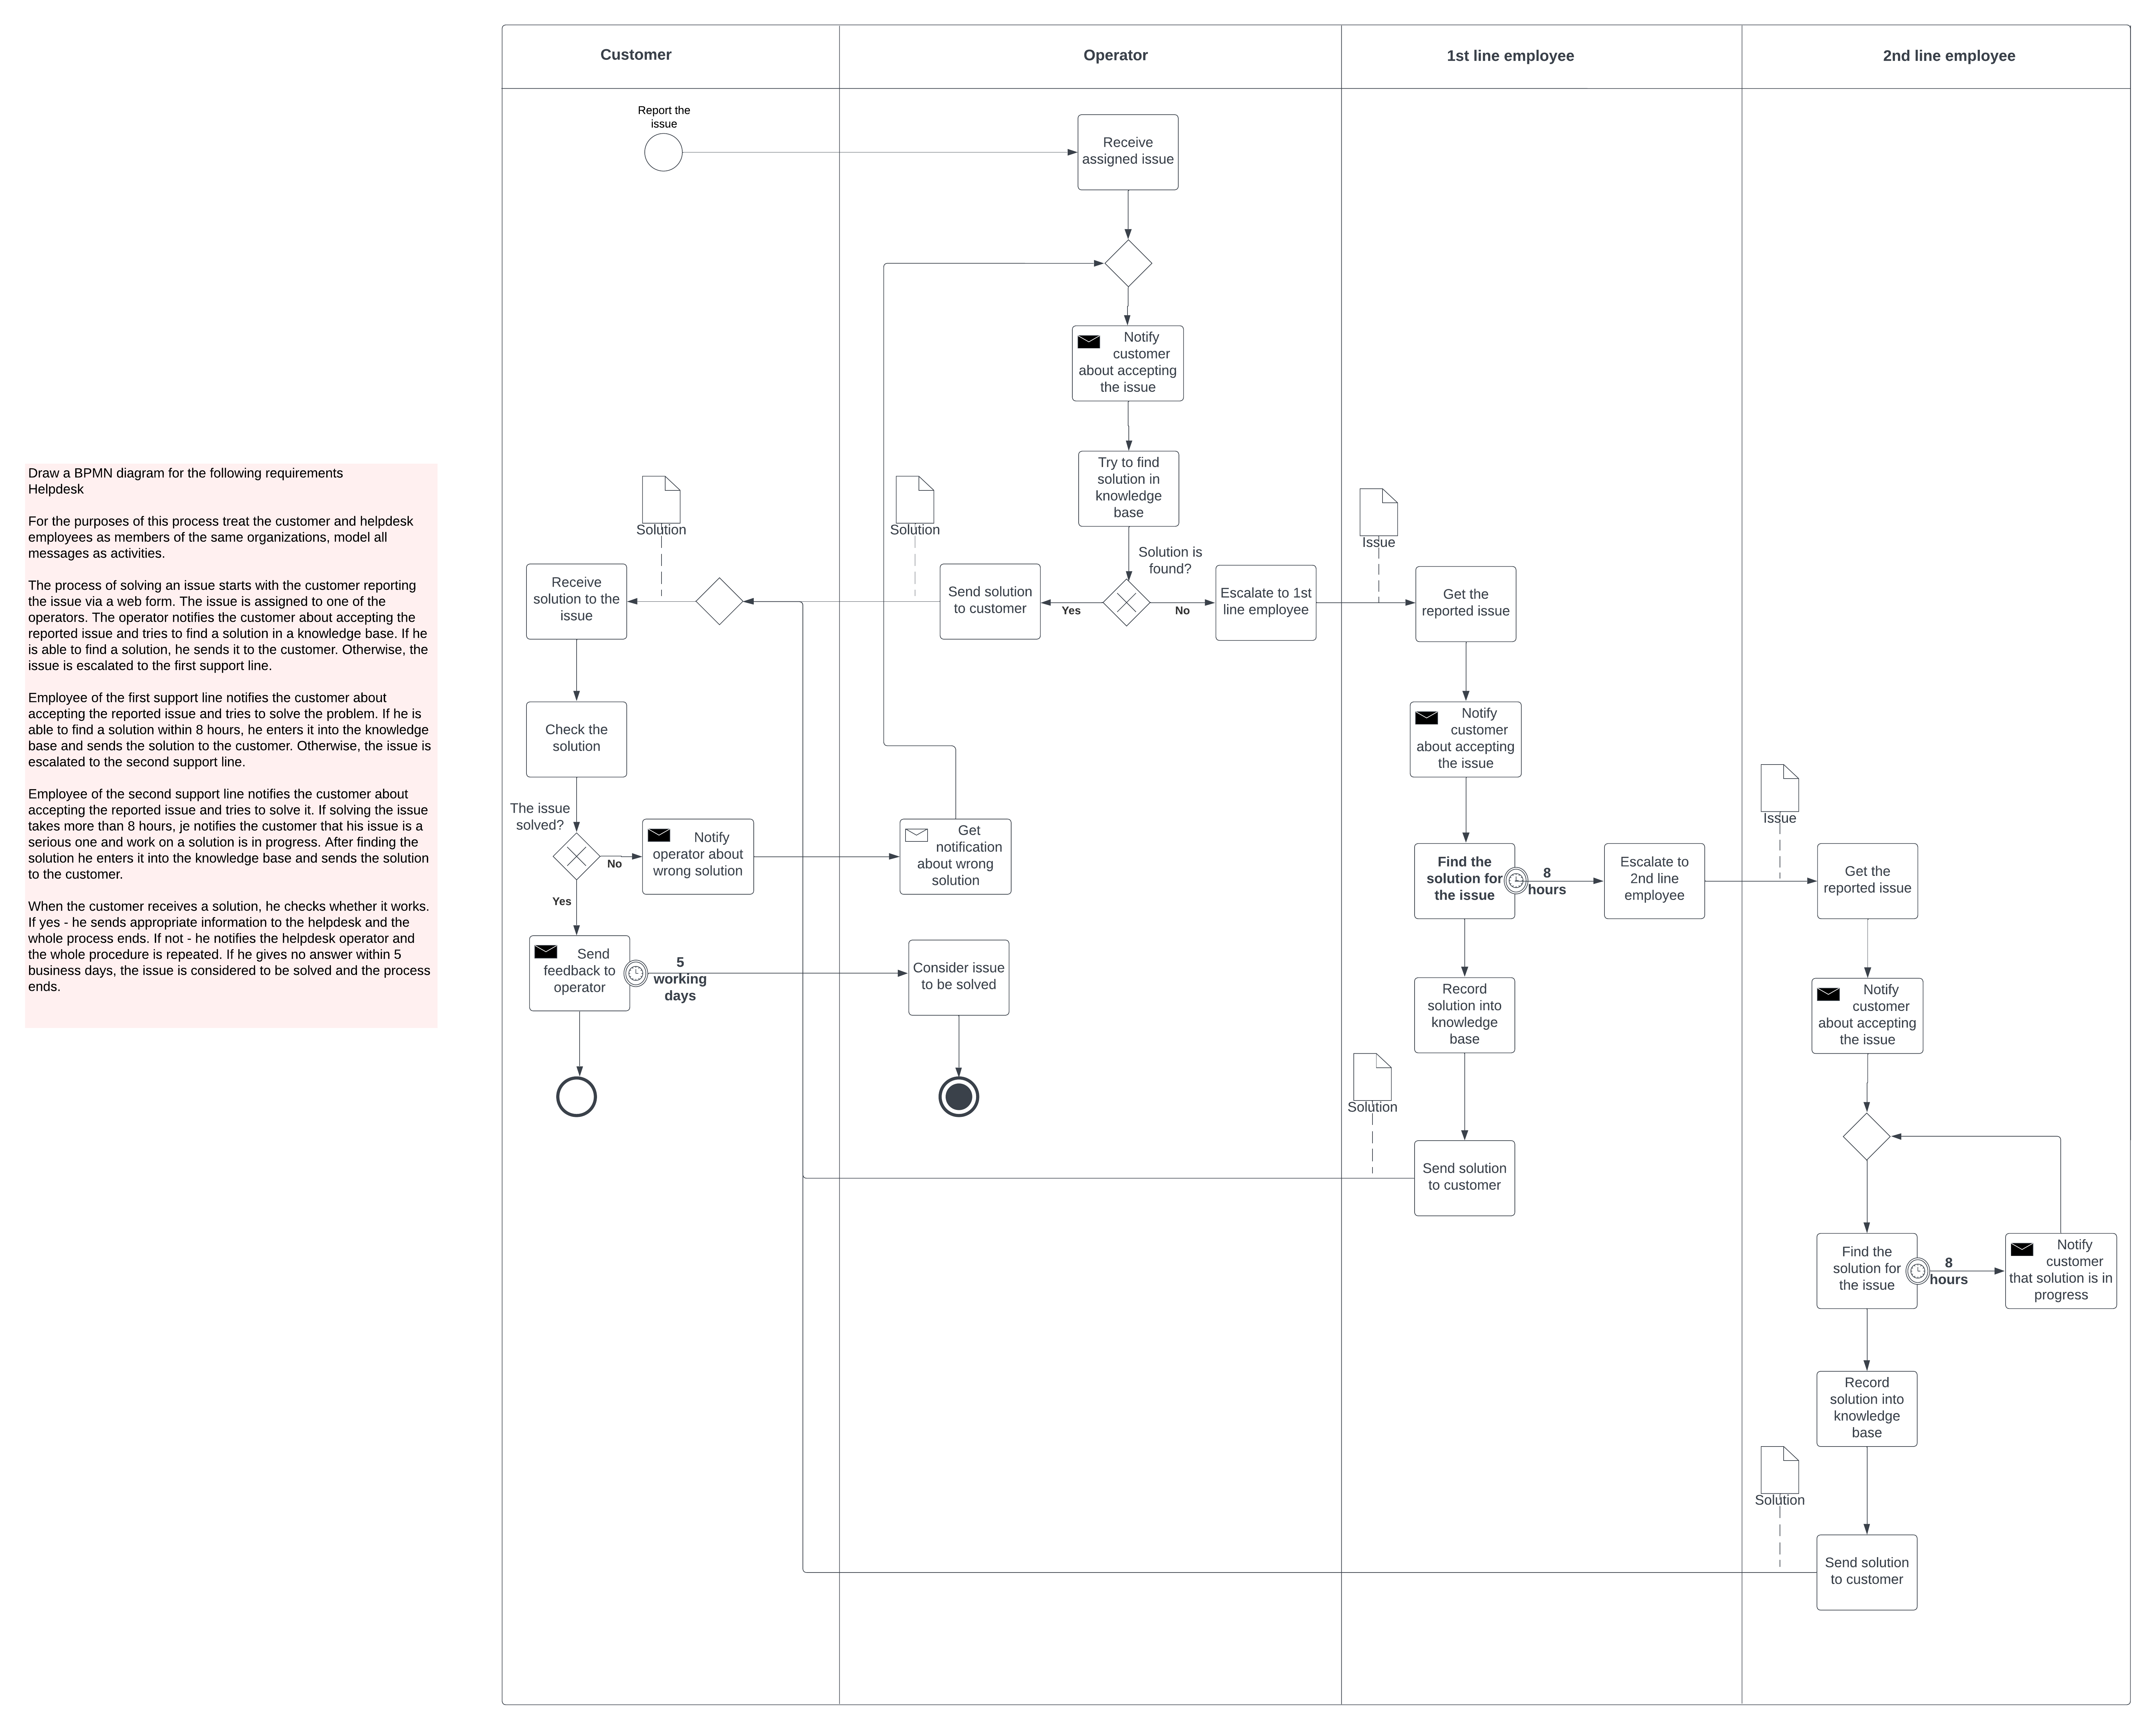 Customer
Operator
1st line employee
2nd line employee
Report the
issue
Receive
assigned issue
Notify
customer
about accepting
the issue
Try to find
solution in
knowledge
base
Solution is
found?
Solution
Solution
Issue
Receive
solution to the
issue
Send solution
to customer
Yes
No
Escalate to 1st
line employee
Get the
reported issue
Draw a BPMN diagram for the following requirements
Helpdesk
For the purposes of this process treat the customer and helpdesk
employees as members of the same organizations, model all
messages as activities.
The process of solving an issue starts with the customer reporting
the issue via a web form. The issue is assigned to one of the
operators. The operator notifies the customer about accepting the
reported issue and tries to find a solution in a knowledge base. If he
is able to find a solution, he sends it to the customer. Otherwise, the
issue is escalated to the first support line.
Employee of the first support line notifies the customer about
accepting the reported issue and tries to solve the problem. If he is
able to find a solution within 8 hours, he enters it into the knowledge
base and sends the solution to the customer. Otherwise, the issue is
escalated to the second support line.
Employee of the second support line notifies the customer about
accepting the reported issue and tries to solve it. If solving the issue
takes more than 8 hours, je notifies the customer that his issue is a
serious one and work on a solution is in progress. After finding the
solution he enters it into the knowledge base and sends the solution
to the customer.
When the customer receives a solution, he checks whether it works.
If yes - he sends appropriate information to the helpdesk and the
whole process ends. If not - he notifies the helpdesk operator and
the whole procedure is repeated. If he gives no answer within 5
business days, the issue is considered to be solved and the process
ends.
Check the
solution
Notify
customer
about accepting
the issue
The issue
solved?
No
Yes
Notify
operator about
wrong solution
Get
notification
about wrong
solution
Find the
solution for
the issue
8
hours
Escalate to
2nd line
employee
Issue
Get the
reported issue
Send
feedback to
operator
5
working
days
Consider issue
to be solved
Record
solution into
knowledge
base
Notify
customer
about accepting
the issue
Solution
Send solution
to customer
Find the
solution for
the issue
8
hours
Notify
customer
that solution is in
progress
Record
solution into
knowledge
base
Solution
Send solution
to customer